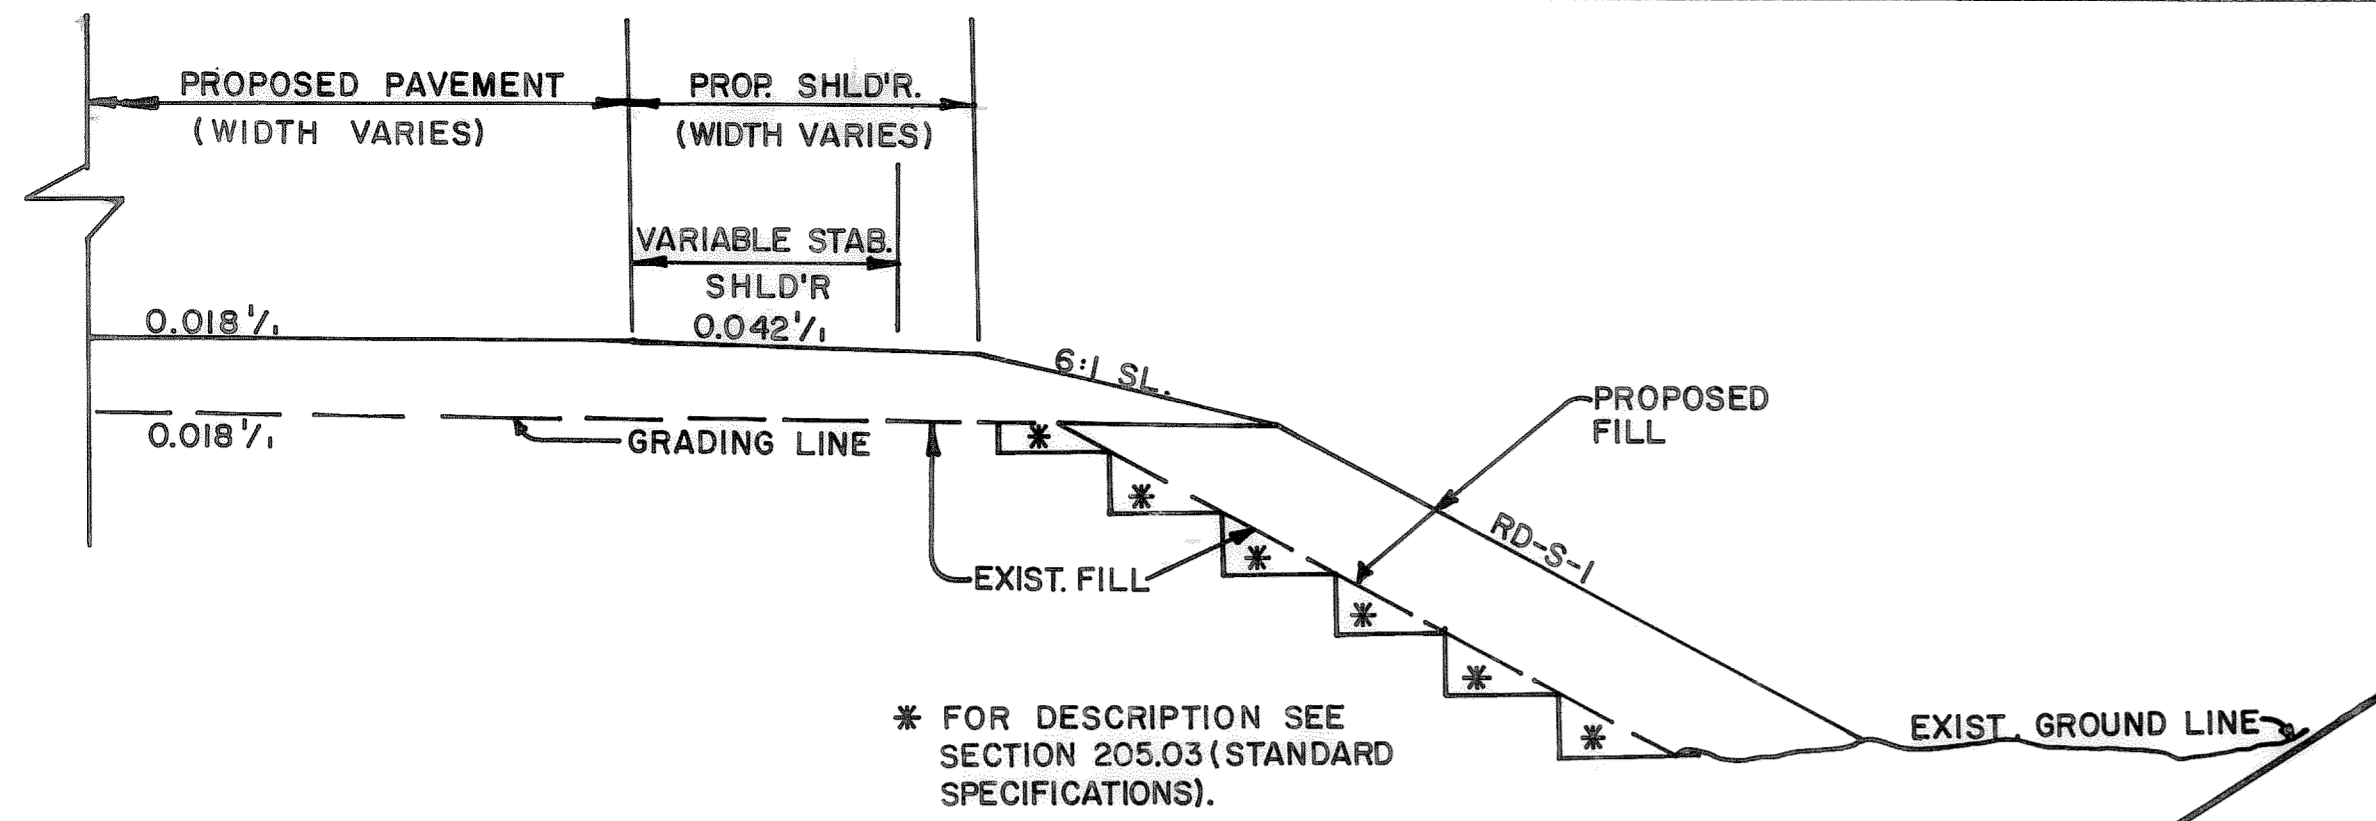 PROPOSED PAVEMENT
(WIDTH VARIES)
PROP. SHLD'R.
(WIDTH VARIES)
VARIABLE STAB.
SHLD'R
0.018'/1
0.042'/1
6:1 SL.
0.018'/1
GRADING LINE
PROPOSED
FILL
RD-S-1
EXIST. FILL
* FOR DESCRIPTION SEE
SECTION 205.03 (STANDARD
SPECIFICATIONS).
EXIST. GROUND LINE